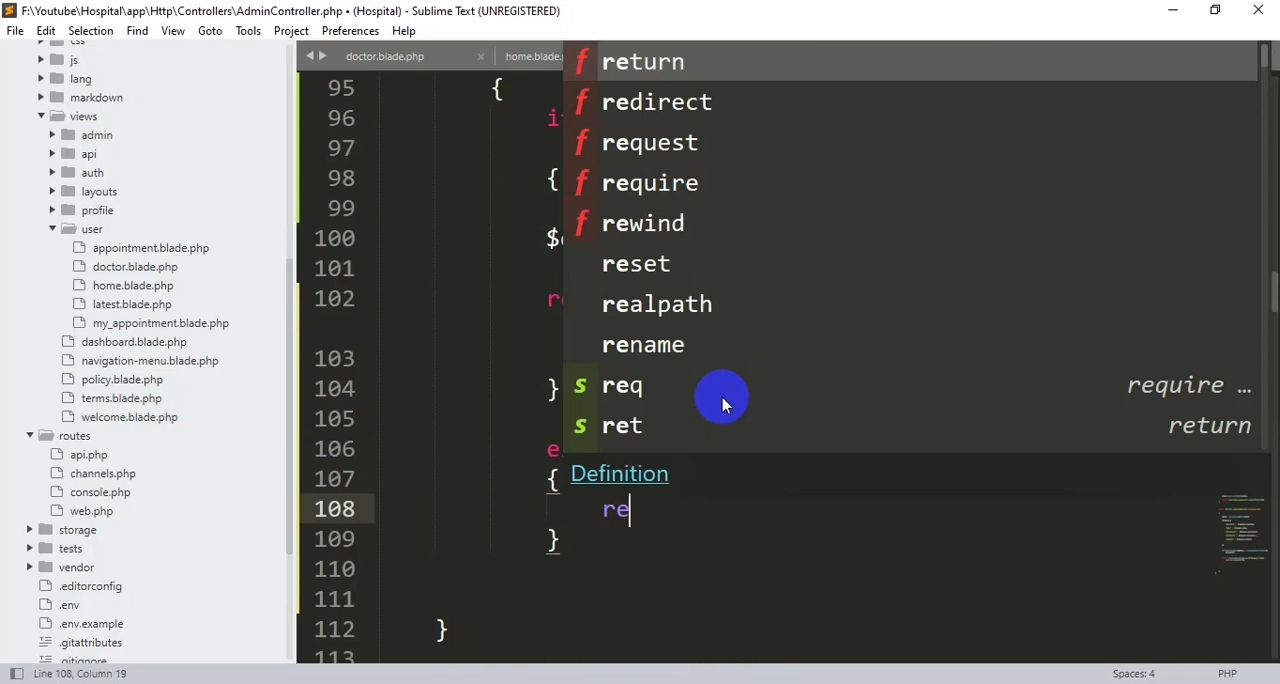 F:\Youtube\Hospital\app\Http\Controllers\AdminController.php • (Hospital) - Sublime Text (UNREGISTERED)
File Edit Selection Find View Goto Tools Project Preferences Help
css
js
lang
markdown
views
admin
api
auth
layouts
profile
user
appointment.blade.php
doctor.blade.php
home.blade.php
latest.blade.php
my_appointment.blade.php
dashboard.blade.php
navigation-menu.blade.php
policy.blade.php
terms.blade.php
welcome.blade.php
routes
api.php
channels.php
console.php
web.php
storage
tests
vendor
.editorconfig
.env
.env.example
.gitattributes
.gitignore
doctor.blade.php home.blade.
95 {
96
97
98 {
99
100
101
102
103
104 }
105
106 e
107 {
108 re
109 }
110
111
112 }
113
f return
f redirect
f request
f require
f rewind
reset
realpath
rename
s req require ...
s ret return
Definition
Line 108, Column 19 Spaces: 4 PHP